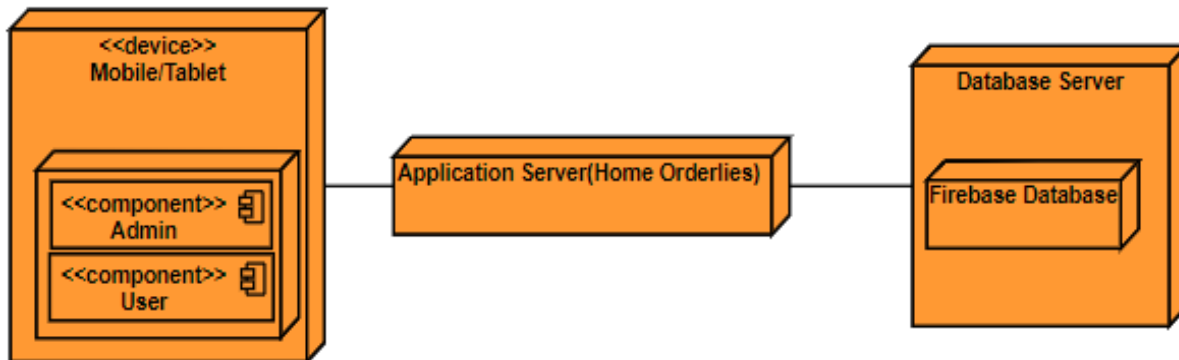 <<device>>
Mobile/Tablet
<<component>>
Admin
<<component>>
User
Application Server(Home Orderlies)
Database Server
Firebase Database